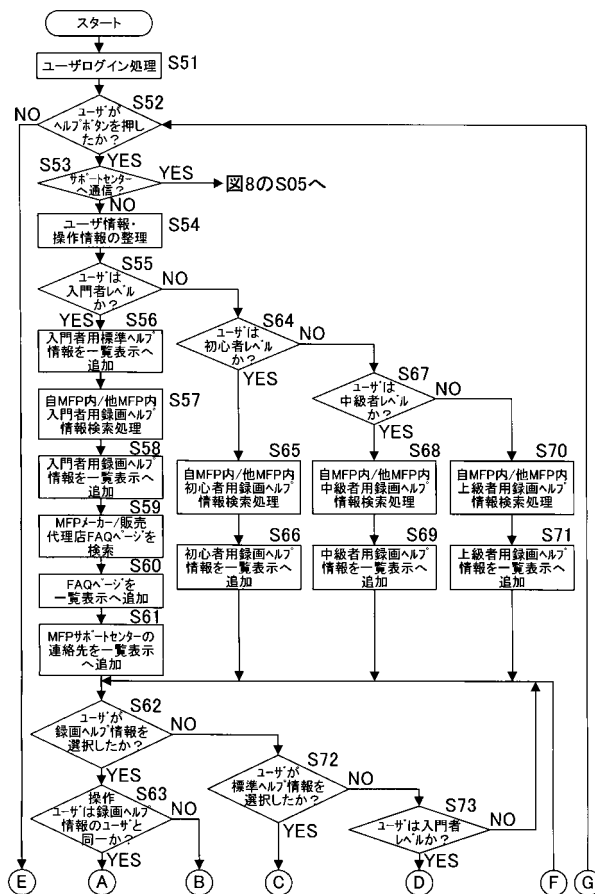 スタート
ユーザログイン処理 S51
S52
NO
ユーザが
ヘルプボタンを押し
たか?
YES
S53
サポートセンター
へ通信?
YES
図8のS05へ
NO
S54
ユーザ情報・
操作情報の整理
S55
ユーザは
入門者レベル
か?
NO
YES
S56
入門者用標準ヘルプ
情報を一覧表示へ
追加
S57
自MFP内/他MFP内
入門者用録画ヘルプ
情報検索処理
S58
入門者用録画ヘルプ
情報を一覧表示へ
追加
S59
MFPメーカー/販売
代理店FAQページを
検索
S60
FAQページを
一覧表示へ追加
S61
MFPサポートセンターの
連絡先を一覧表示
へ追加
S64
ユーザは
初心者レベル
か?
NO
YES
S65
自MFP内/他MFP内
初心者用録画ヘルプ
情報検索処理
S66
初心者用録画ヘルプ
情報を一覧表示へ
追加
S67
ユーザは
中級者レベル
か?
NO
YES
S68
自MFP内/他MFP内
中級者用録画ヘルプ
情報検索処理
S69
中級者用録画ヘルプ
情報を一覧表示へ
追加
S70
自MFP内/他MFP内
上級者用録画ヘルプ
情報検索処理
S71
上級者用録画ヘルプ
情報を一覧表示へ
追加
S62
ユーザが
録画ヘルプ情報を
選択したか?
NO
YES
S63
操作
ユーザは録画ヘルプ
情報のユーザと
同一か?
NO
YES
S72
ユーザが
標準ヘルプ情報を
選択したか?
NO
YES
S73
ユーザは入門者
レベルか?
NO
YES
E
A
B
C
D
F
G